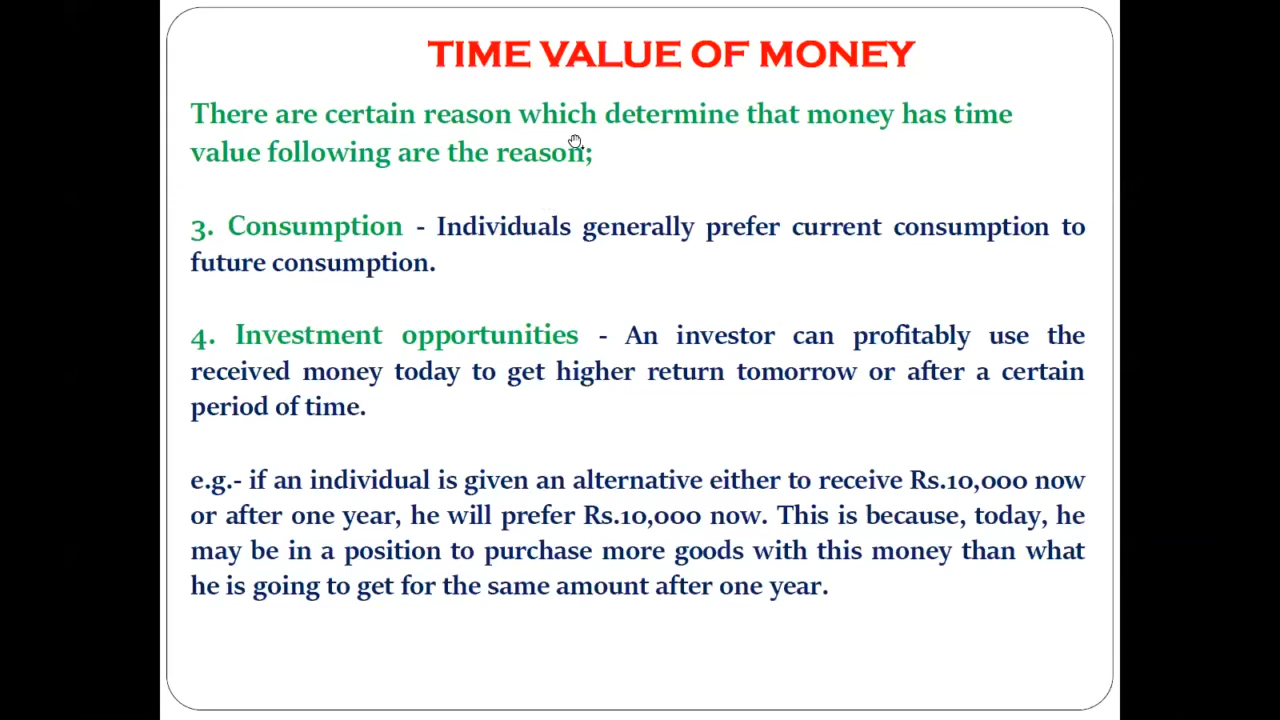 TIME VALUE OF MONEY
There are certain reason which determine that money has time
value following are the reason;
3. Consumption - Individuals generally prefer current consumption to
future consumption.
4. Investment opportunities - An investor can profitably use the
received money today to get higher return tomorrow or after a certain
period of time.
e.g.- if an individual is given an alternative either to receive Rs.10,000 now
or after one year, he will prefer Rs.10,000 now. This is because, today, he
may be in a position to purchase more goods with this money than what
he is going to get for the same amount after one year.